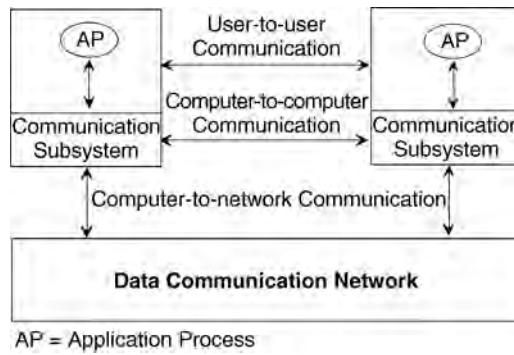 AP
User-to-user
Communication
AP
Computer-to-computer
Communication
Communication
Subsystem
Communication
Subsystem
Computer-to-network Communication
Data Communication Network
AP = Application Process